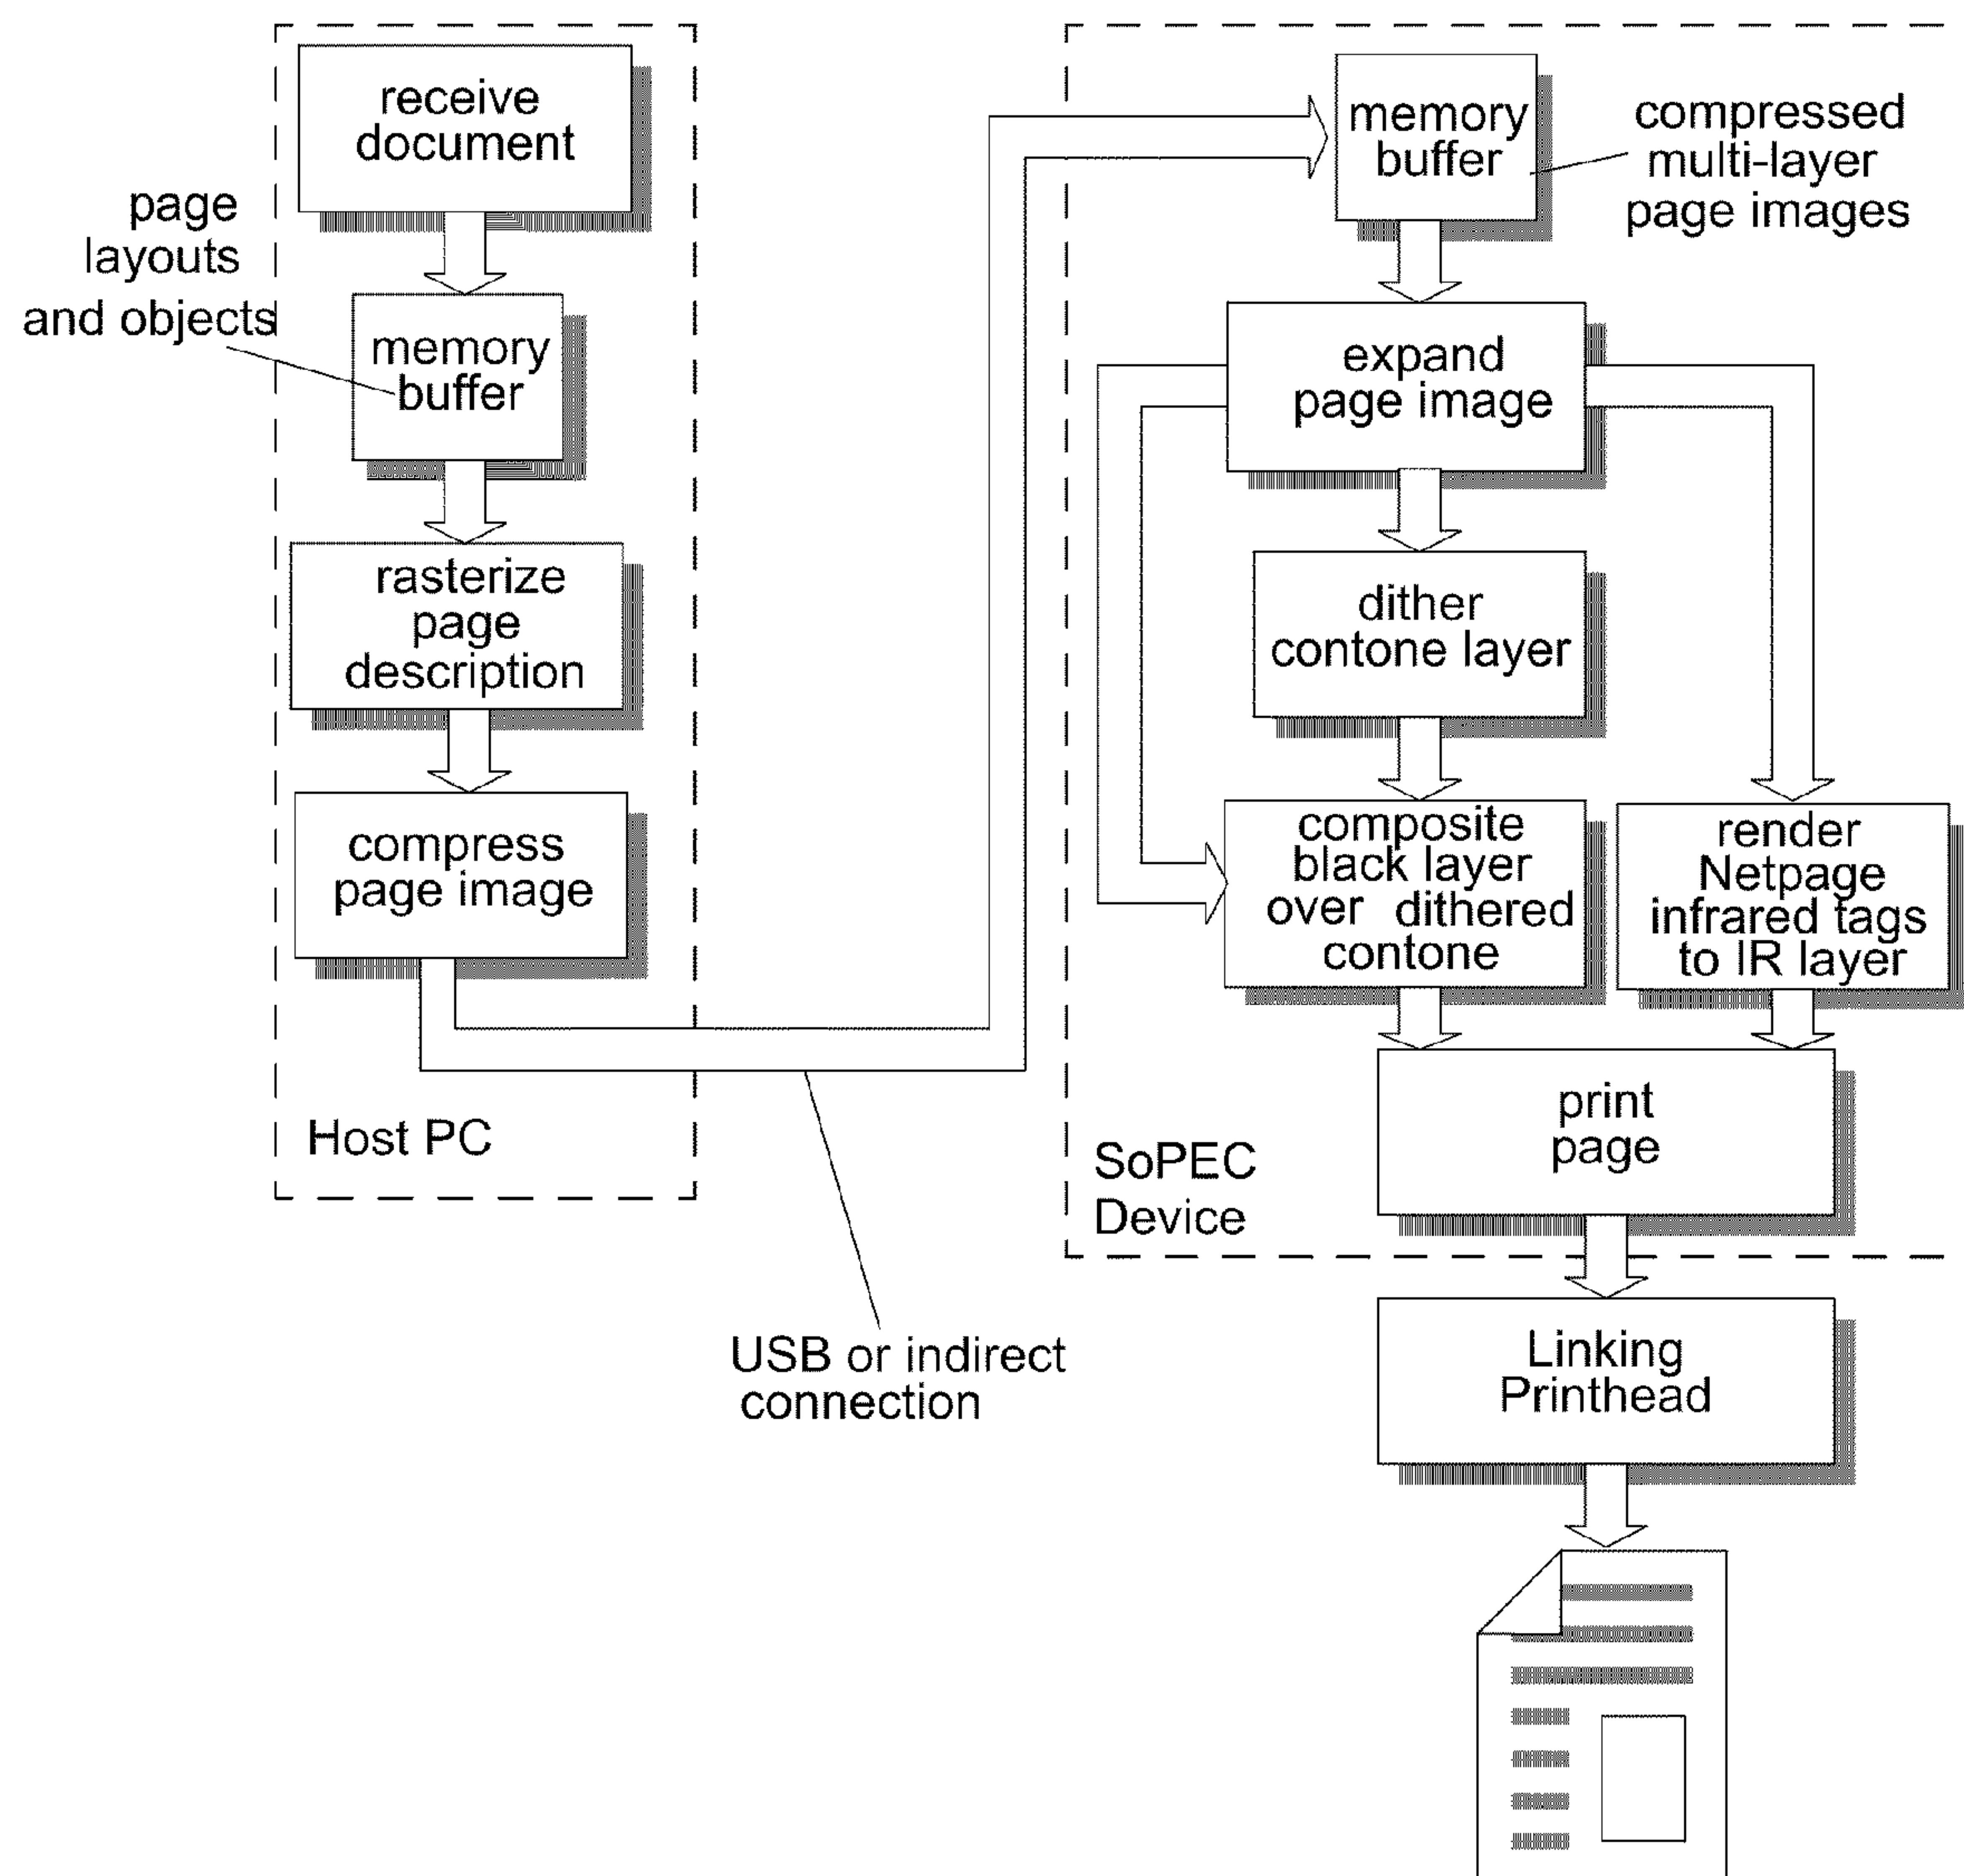 receive
document
page
layouts
and objects
memory
buffer
rasterize
page
description
compress
page image
Host PC
USB or indirect
connection
memory
buffer
compressed
multi-layer
page images
expand
page image
dither
contone layer
composite
black layer
over dithered
contone
render
Netpage
infrared tags
to IR layer
print
page
SoPEC
Device
Linking
Printhead